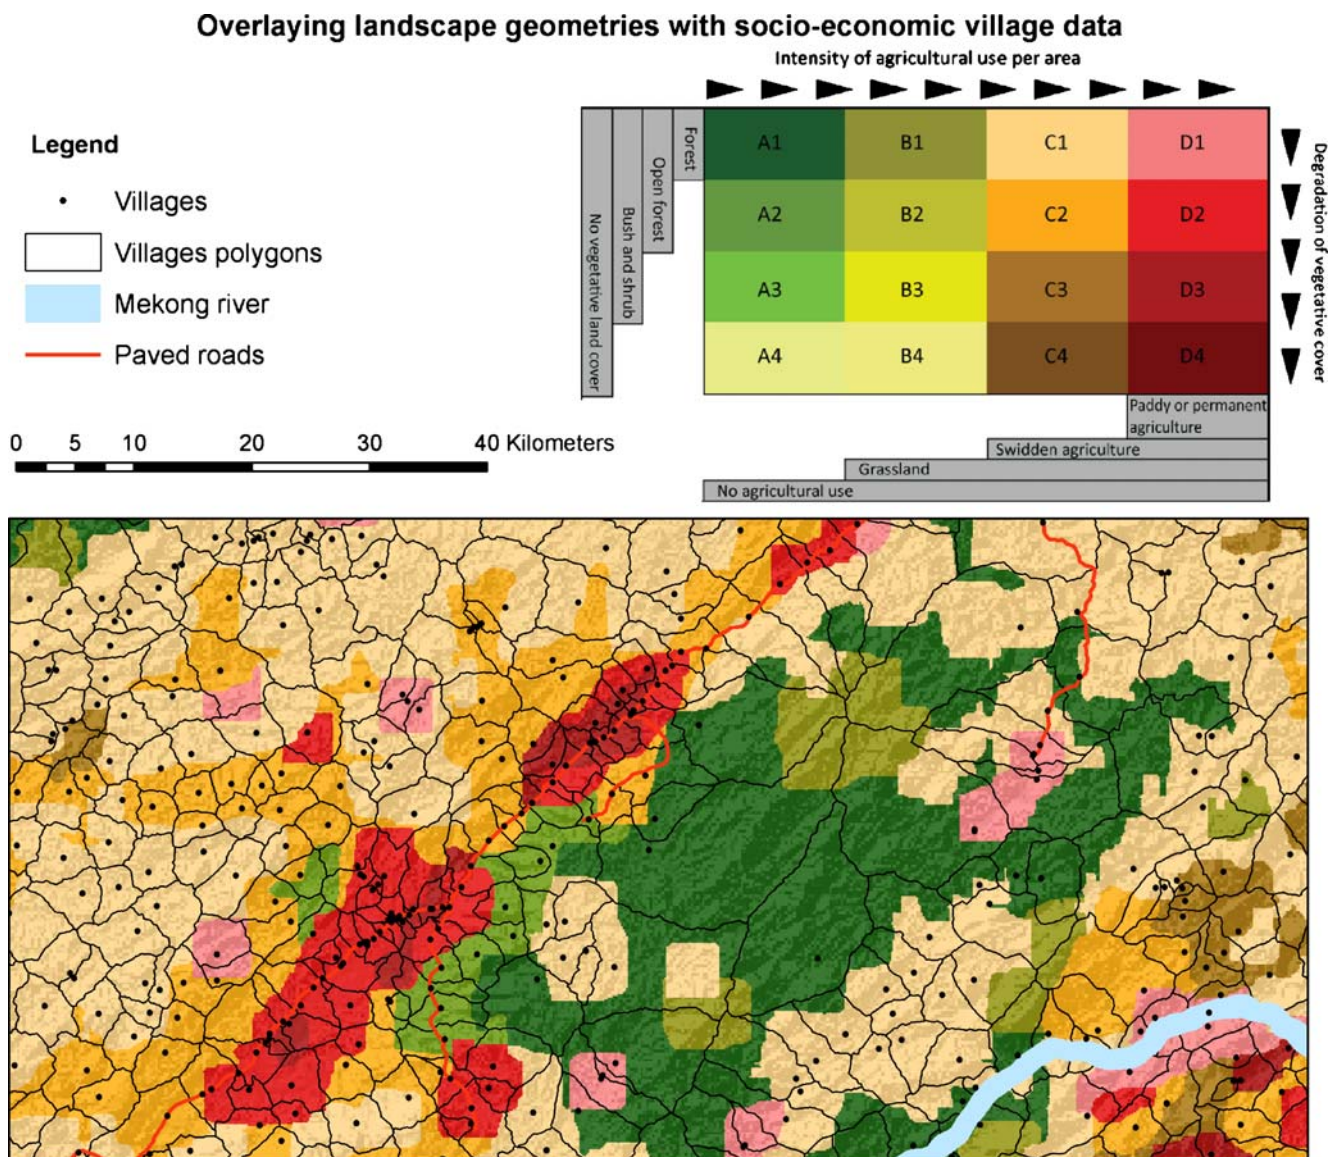 Overlaying landscape geometries with socio-economic village data
Intensity of agricultural use per area
Legend
Villages
Villages polygons
Mekong river
Paved roads
No vegetative land cover
Bush and shrub
Open forest
Forest
A1 B1 C1 D1
A2 B2 C2 D2
A3 B3 C3 D3
A4 B4 C4 D4
Degradation of vegetative cover
Paddy or permanent
agriculture
Swidden agriculture
Grassland
No agricultural use
0 5 10 20 30 40 Kilometers